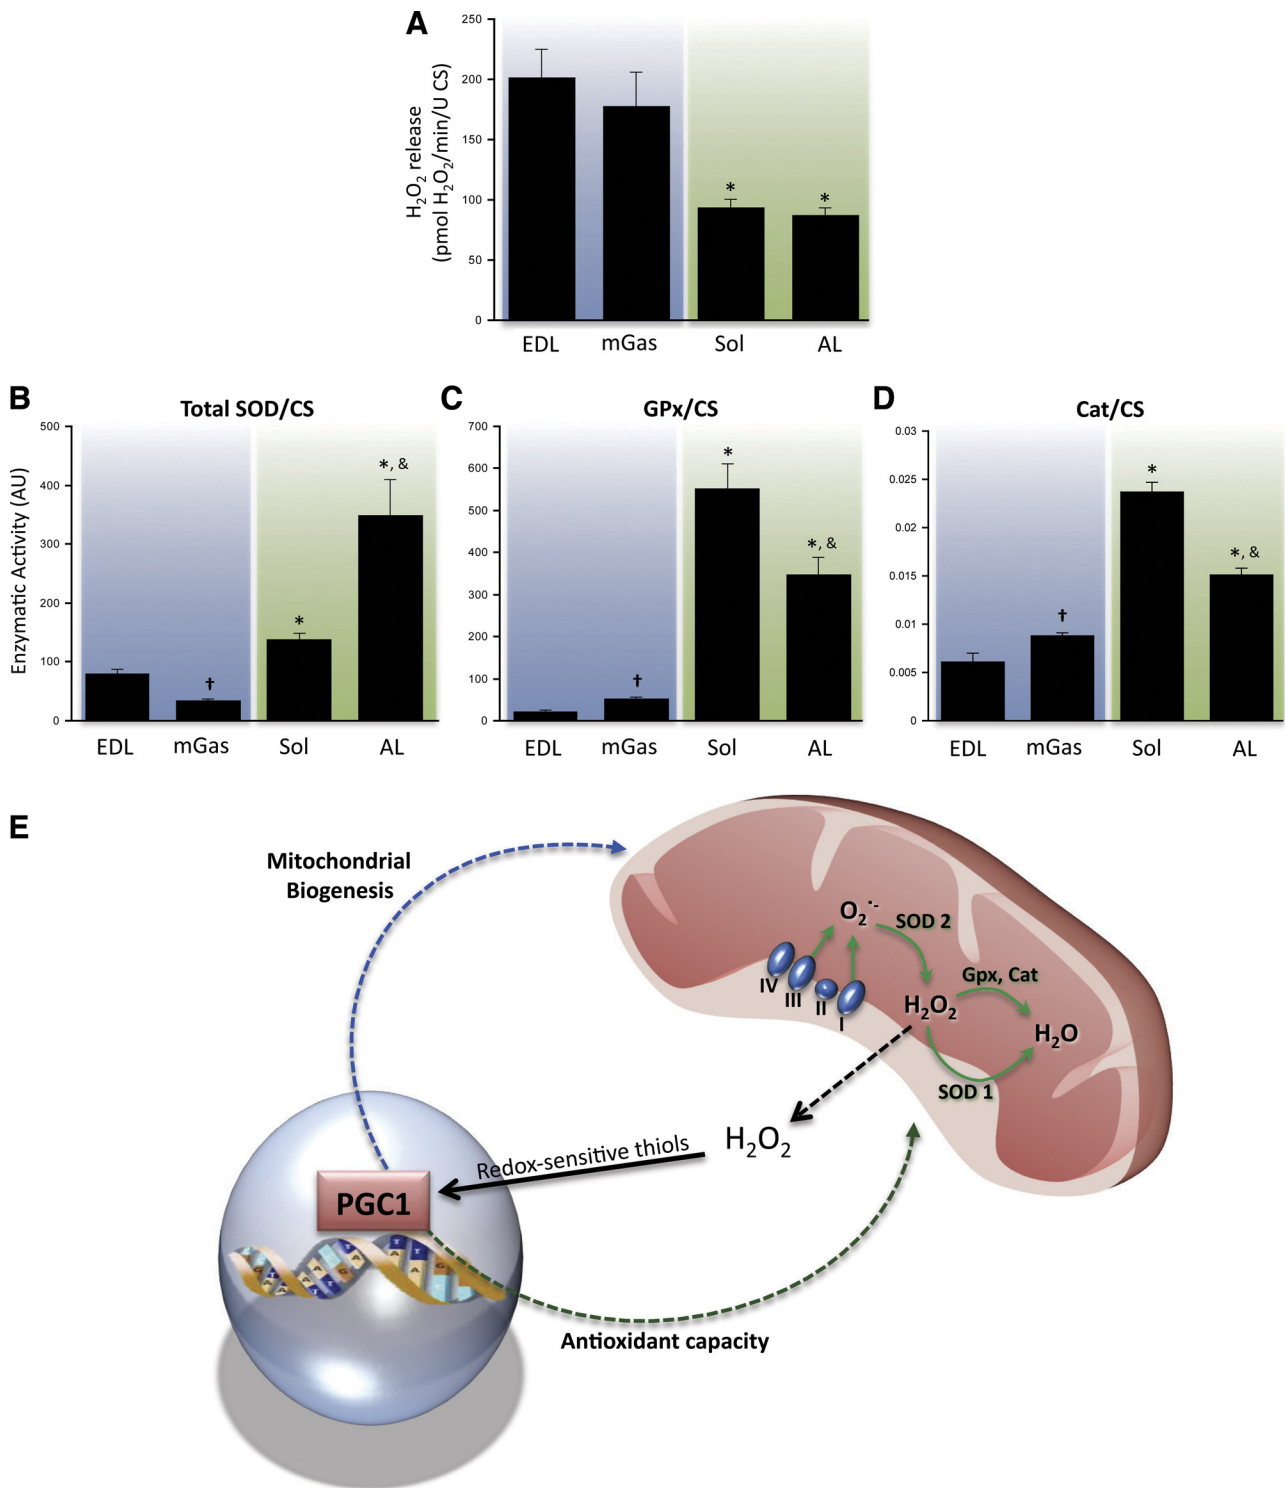 A
H₂O₂ release
(pmol H₂O₂/min/U CS)
250
200
150
100
50
0
*
*
EDL mGas Sol AL
B
Total SOD/CS
Enzymatic Activity (AU)
500
400
300
200
100
0
†
*
*, &
EDL mGas Sol AL
C
GPx/CS
700
600
500
400
300
200
100
0
†
*
*, &
EDL mGas Sol AL
D
Cat/CS
0.03
0.025
0.02
0.015
0.01
0.005
0
†
*
*, &
EDL mGas Sol AL
E
Mitochondrial
Biogenesis
O₂·-
SOD 2
IV
III
II
I
Gpx, Cat
H₂O₂
H₂O
SOD 1
H₂O₂
Redox-sensitive thiols
PGC1
Antioxidant capacity